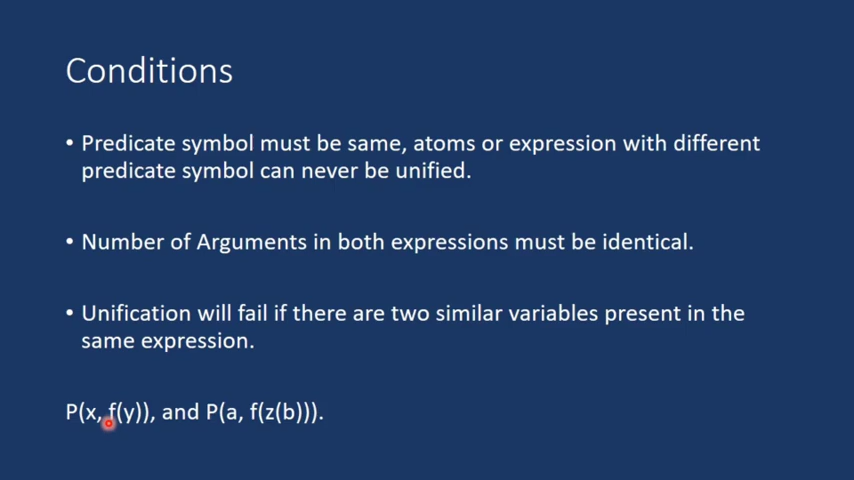 Conditions
• Predicate symbol must be same, atoms or expression with different
predicate symbol can never be unified.
• Number of Arguments in both expressions must be identical.
• Unification will fail if there are two similar variables present in the
same expression.
P(x, f(y)), and P(a, f(z(b))).